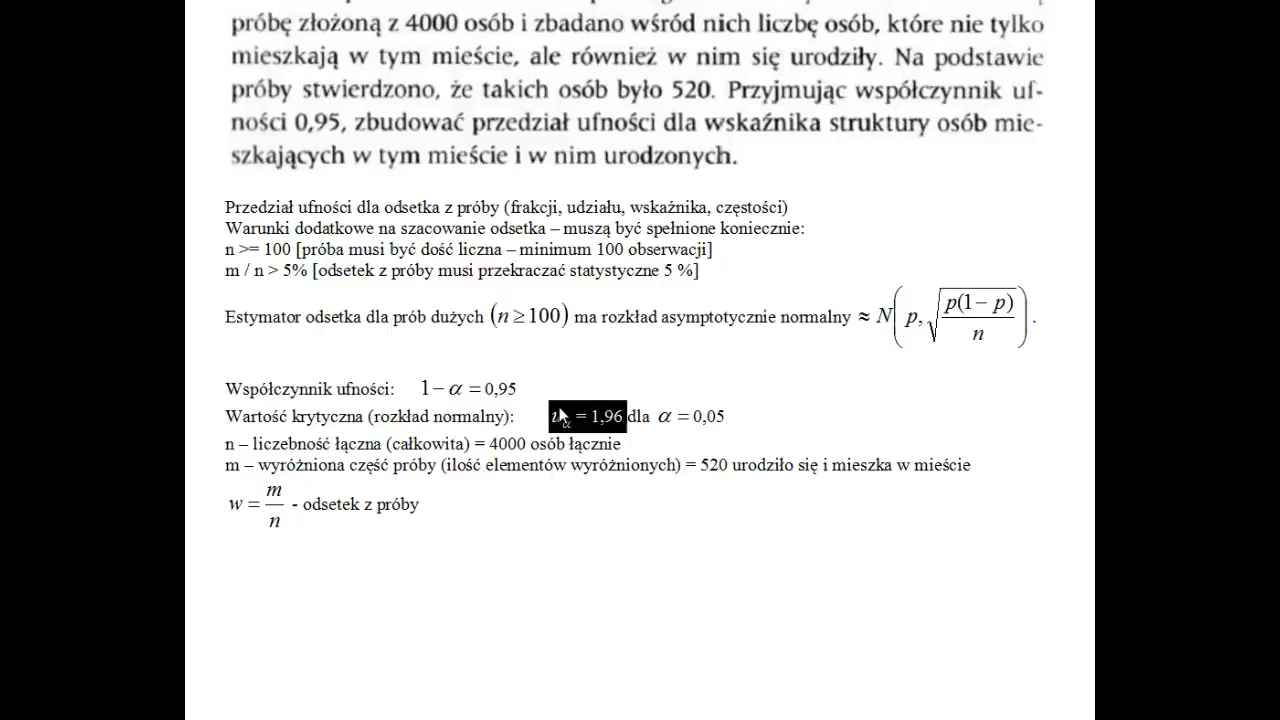 próbę złożoną z 4000 osób i zbadano wśród nich liczbę osób, które nie tylko
mieszkają w tym mieście, ale również w nim się urodziły. Na podstawie
próby stwierdzono, że takich osób było 520. Przyjmując współczynnik uf-
ności 0,95, zbudować przedział ufności dla wskaźnika struktury osób mie-
szkających w tym mieście i w nim urodzonych.
Przedział ufności dla odsetka z próby (frakcji, udziału, wskaźnika, częstości)
Warunki dodatkowe na szacowanie odsetka – muszą być spełnione koniecznie:
n >= 100 [próba musi być dość liczna – minimum 100 obserwacji]
m / n > 5% [odsetek z próby musi przekraczać statystyczne 5 %]
Estymator odsetka dla prób dużych (n ≥ 100) ma rozkład asymptotycznie normalny ≈ N(p, √(p(1 − p)/n)).
Współczynnik ufności: 1 − α = 0,95
Wartość krytyczna (rozkład normalny): = 1,96 dla α = 0,05
n – liczebność łączna (całkowita) = 4000 osób łącznie
m – wyróżniona część próby (ilość elementów wyróżnionych) = 520 urodziło się i mieszka w mieście
w = m/n - odsetek z próby